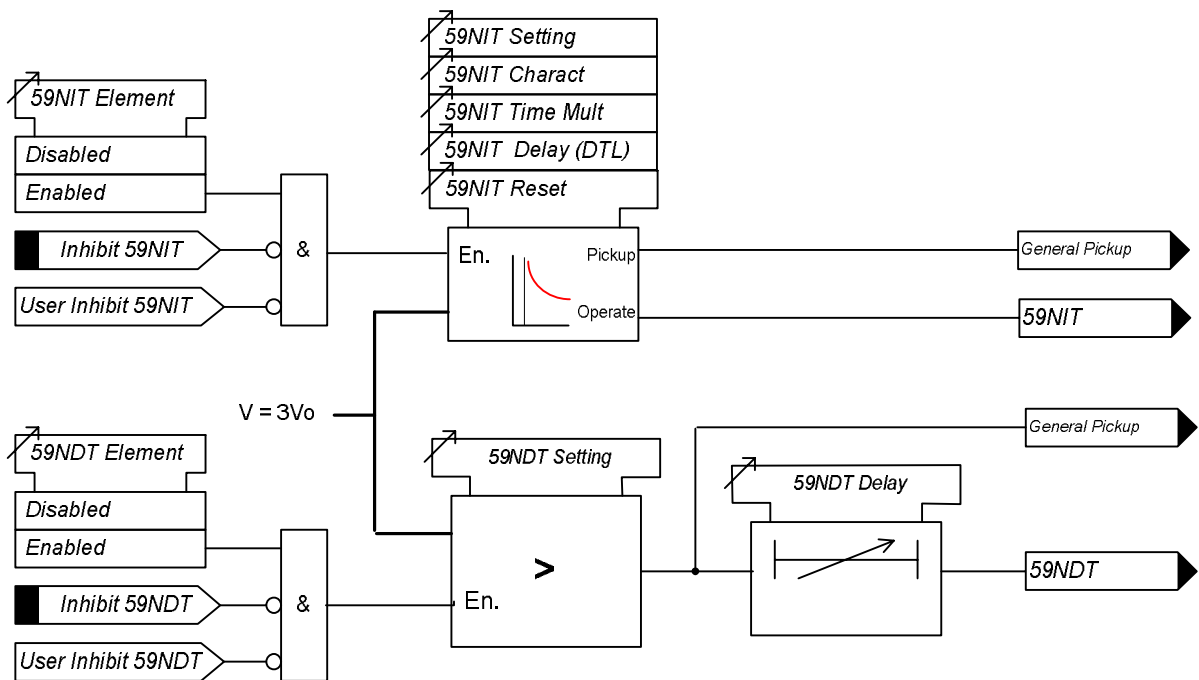 59NIT Setting
59NIT Charact
59NIT Time Mult
59NIT Delay (DTL)
59NIT Reset
59NIT Element
Disabled
Enabled
Inhibit 59NIT
User Inhibit 59NIT
&
En.
Pickup
Operate
General Pickup
59NIT
V = 3Vo
59NDT Element
Disabled
Enabled
Inhibit 59NDT
User Inhibit 59NDT
&
59NDT Setting
>
En.
59NDT Delay
General Pickup
59NDT